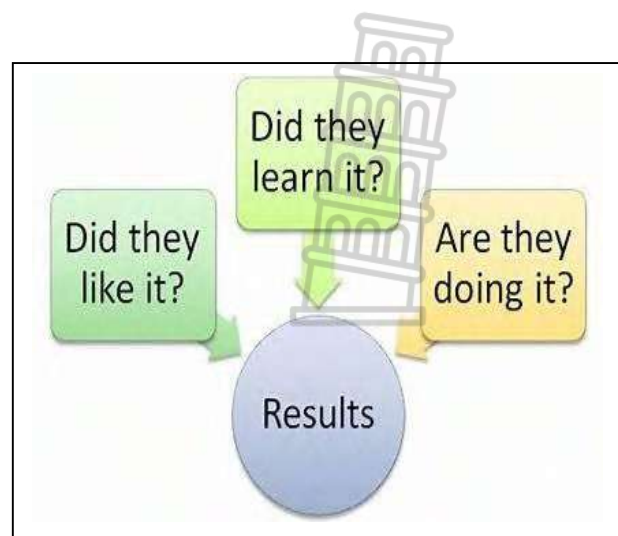 Did they
learn it?
Did they
like it?
Are they
doing it?
Results